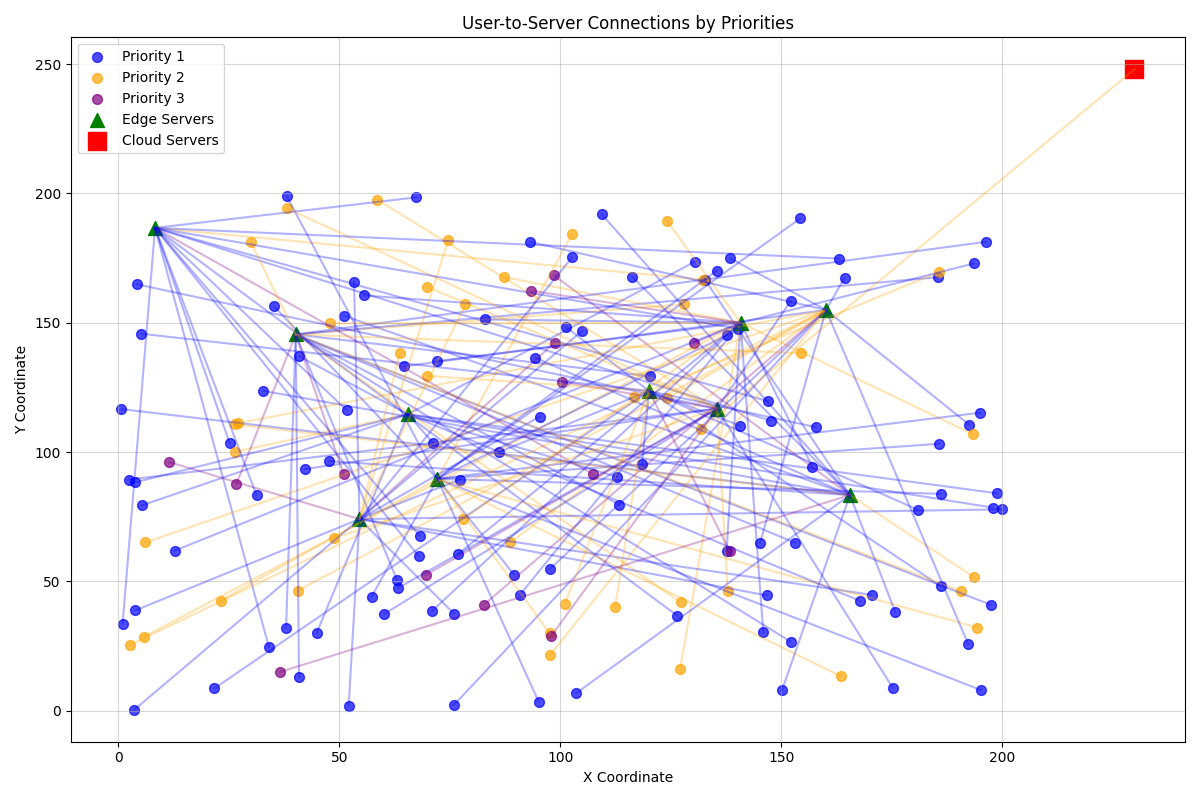 User-to-Server Connections by Priorities
Priority 1
Priority 2
Priority 3
Edge Servers
Cloud Servers
Y Coordinate
250
200
150
100
50
0
0 50 100 150 200
X Coordinate